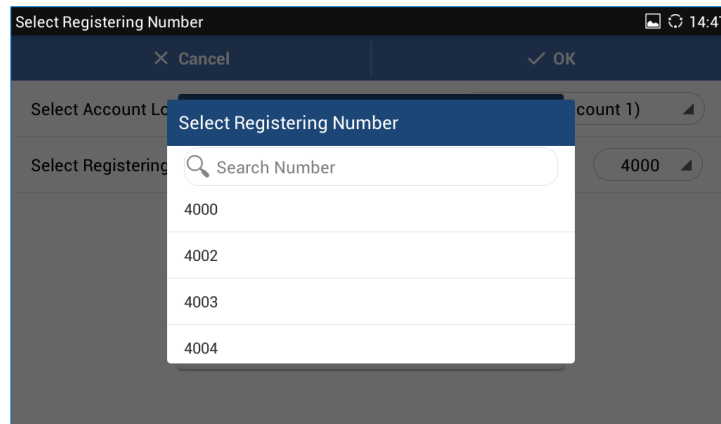 Select Registering Number
14:4
Cancel
OK
Select Account Lo
count 1)
Select Registering Number
Search Number
Select Registering
4000
4000
4002
4003
4004